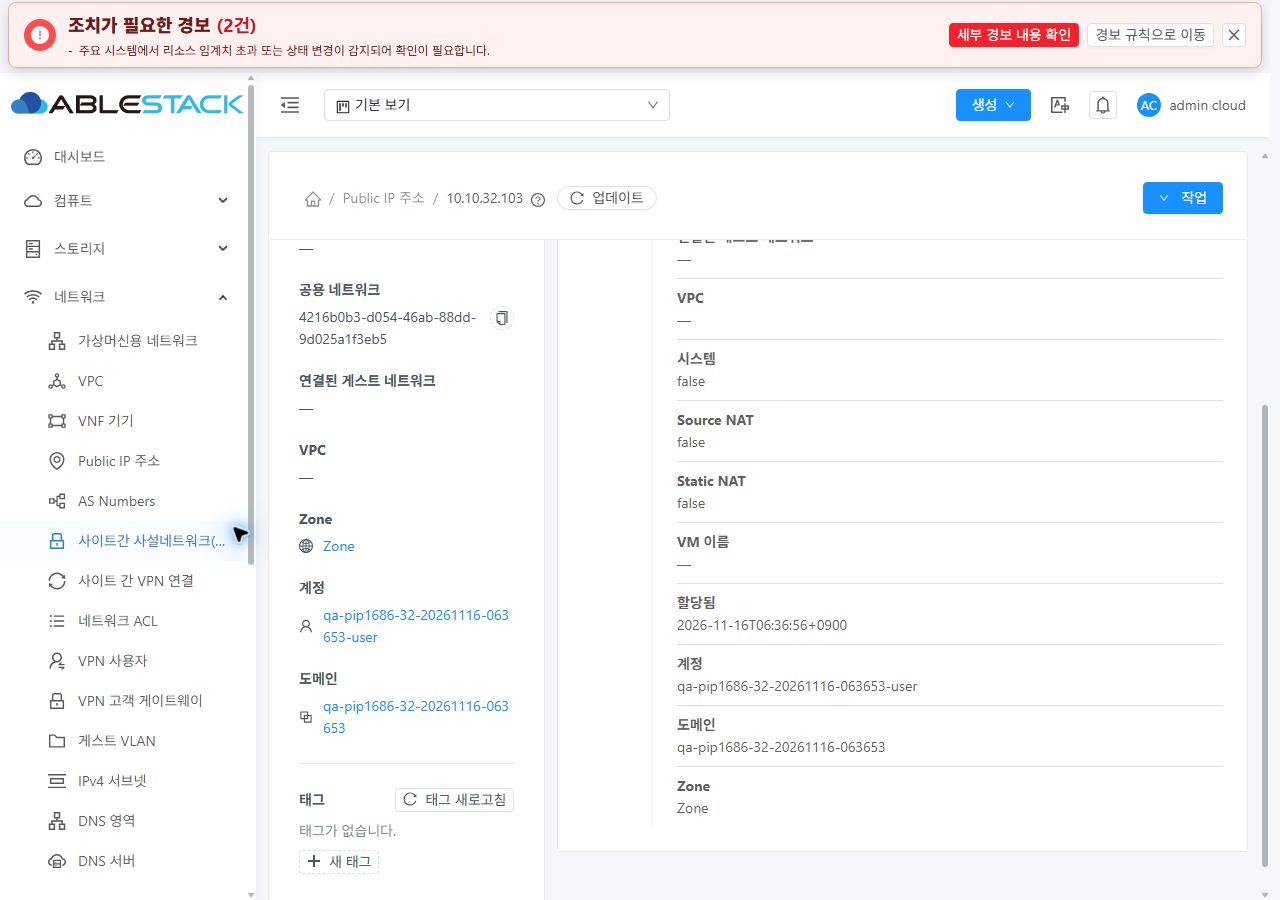 조치가 필요한 경보 (2건)
- 주요 시스템에서 리소스 임계치 초과 또는 상태 변경이 감지되어 확인이 필요합니다.
세부 경보 내용 확인
경보 규칙으로 이동
ABLESTACK
기본 보기
생성
AC
admin cloud
대시보드
컴퓨트
스토리지
네트워크
가상머신용 네트워크
VPC
VNF 기기
Public IP 주소
AS Numbers
사이트간 사설네트워크(...
사이트 간 VPN 연결
네트워크 ACL
VPN 사용자
VPN 고객 게이트웨이
게스트 VLAN
IPv4 서브넷
DNS 영역
DNS 서버
/ Public IP 주소 / 10.10.32.103
업데이트
작업
—
공용 네트워크
4216b0b3-d054-46ab-88dd-
9d025a1f3eb5
연결된 게스트 네트워크
—
VPC
—
Zone
Zone
계정
qa-pip1686-32-20261116-063
653-user
도메인
qa-pip1686-32-20261116-063
653
태그
태그 새로고침
태그가 없습니다.
새 태그
—
VPC
—
시스템
false
Source NAT
false
Static NAT
false
VM 이름
—
할당됨
2026-11-16T06:36:56+0900
계정
qa-pip1686-32-20261116-063653-user
도메인
qa-pip1686-32-20261116-063653
Zone
Zone